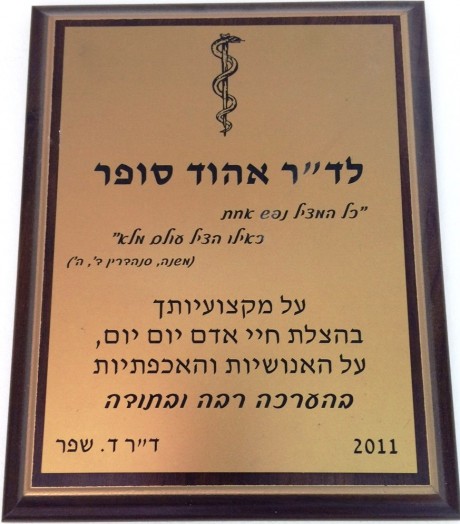 לד״ר אהוד סופר
"כל המציל נפש אחת
כאילו הציל עולם מלא"
(משנה, סנהדרין ד', ה')
על מקצועיותך
בהצלת חיי אדם יום יום,
על האנושיות והאכפתיות
בהערכה רבה ובתודה
2011 ד״ר ד. שפר